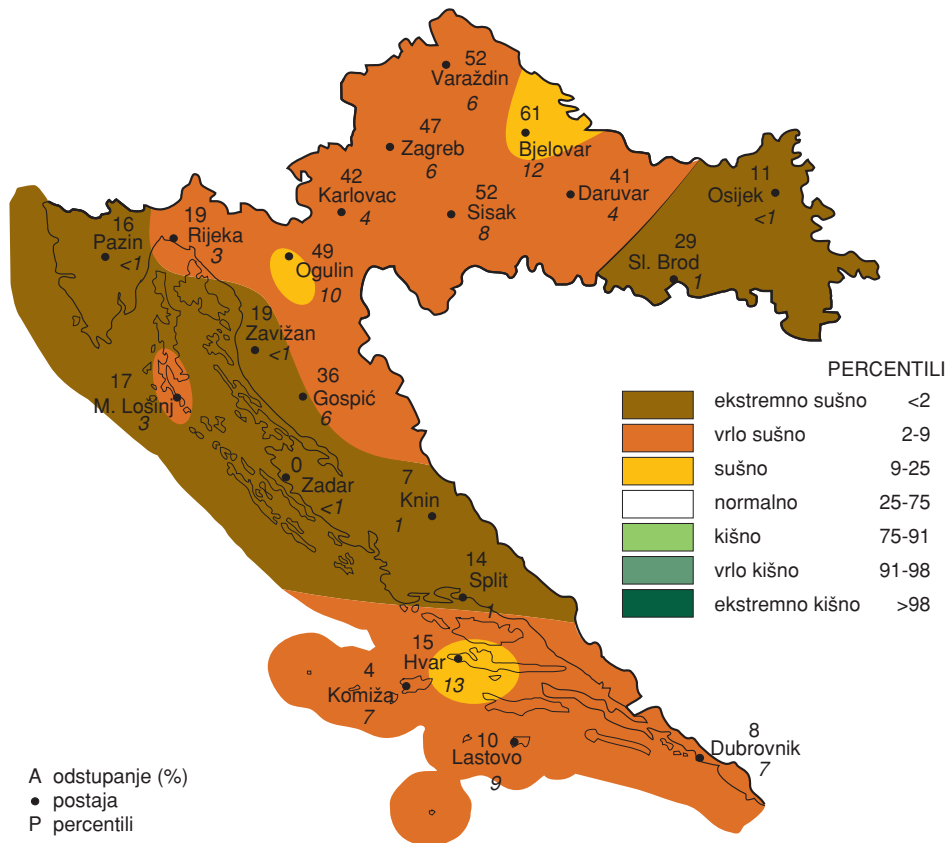 52
Varaždin
6
61
Bjelovar
12
47
Zagreb
6
42
Karlovac
4
52
Sisak
8
41
Daruvar
4
11
Osijek
<1
29
Sl. Brod
1
16
Pazin
<1
19
Rijeka
3
49
Ogulin
10
19
Zavižan
<1
36
Gospić
6
17
M. Lošinj
3
0
Zadar
<1
7
Knin
1
14
Split
1
15
Hvar
13
4
Komiža
7
10
Lastovo
9
8
Dubrovnik
7
PERCENTILI
ekstremno sušno <2
vrlo sušno 2-9
sušno 9-25
normalno 25-75
kišno 75-91
vrlo kišno 91-98
ekstremno kišno >98
A odstupanje (%)
● postaja
P percentili